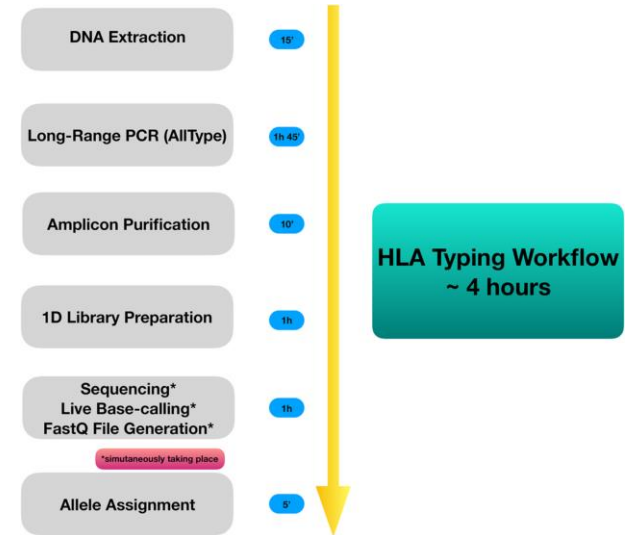 DNA Extraction
15'
Long-Range PCR (AllType)
1h 45'
Amplicon Purification
10'
HLA Typing Workflow
~ 4 hours
1D Library Preparation
1h
Sequencing*
Live Base-calling*
FastQ File Generation*
1h
*simutaneously taking place
Allele Assignment
5'